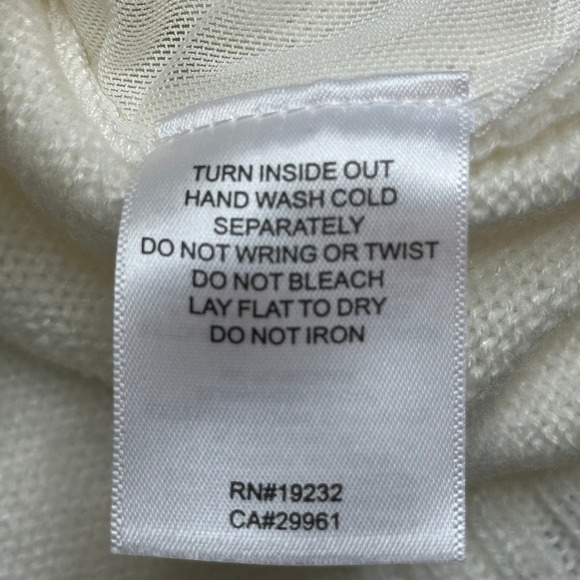 TURN INSIDE OUT
HAND WASH COLD
SEPARATELY
DO NOT WRING OR TWIST
DO NOT BLEACH
LAY FLAT TO DRY
DO NOT IRON
RN#19232
CA#29961